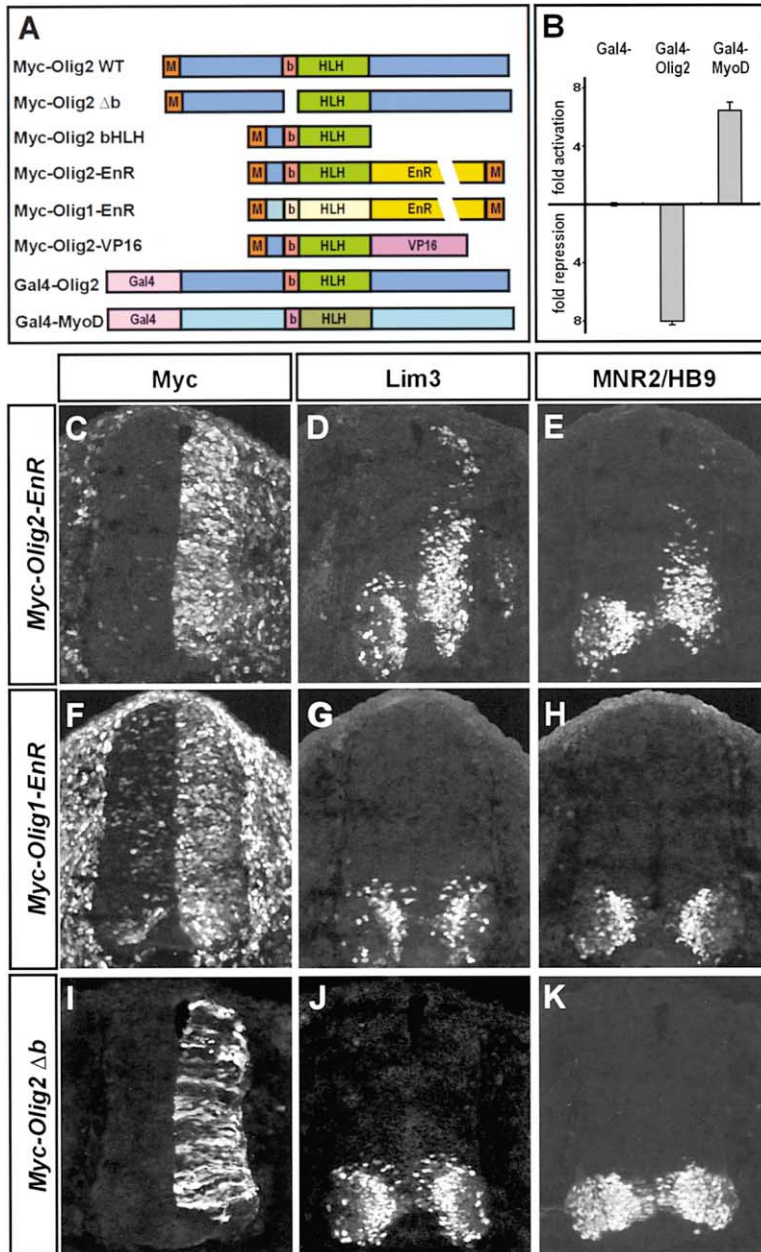 A
Myc-Olig2 WT
M b HLH
Myc-Olig2 Δb
M HLH
Myc-Olig2 bHLH
M b HLH
Myc-Olig2-EnR
M b HLH EnR M
Myc-Olig1-EnR
M b HLH EnR M
Myc-Olig2-VP16
M b HLH VP16
Gal4-Olig2
Gal4 b HLH
Gal4-MyoD
Gal4 b HLH
B
Gal4-
Gal4-
Olig2
Gal4-
MyoD
8
4
4
8
fold activation
fold repression
Myc
Lim3
MNR2/HB9
Myc-Olig2-EnR
C
D
E
Myc-Olig1-EnR
F
G
H
Myc-Olig2 Δb
I
J
K